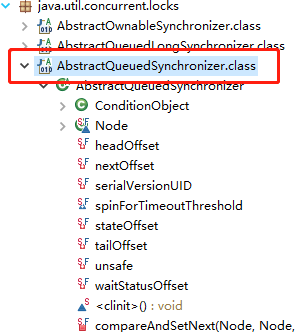 java.util.concurrent.locks
AbstractOwnableSynchronizer.class
AbstractQueuedLongSynchronizer.class
AbstractQueuedSynchronizer.class
AbstractQueuedSynchronizer
ConditionObject
Node
headOffset
nextOffset
serialVersionUID
spinForTimeoutThreshold
stateOffset
tailOffset
unsafe
waitStatusOffset
<clinit>() : void
compareAndSetNext(Node, Node,